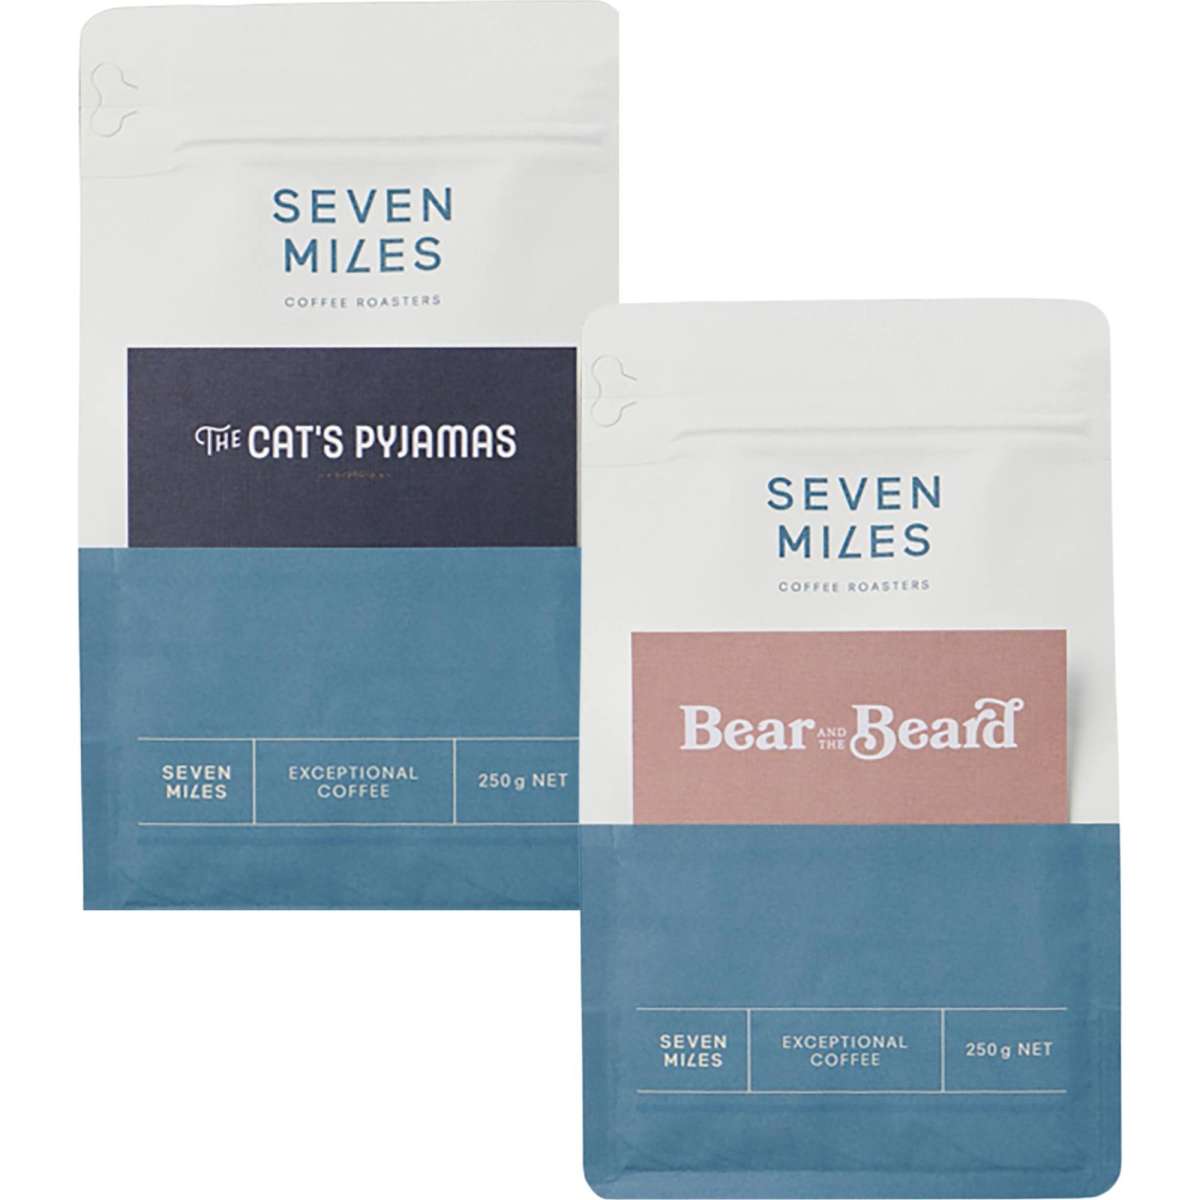 SEVEN
MILES
COFFEE ROASTERS
THE CAT'S PYJAMAS
SEVEN
MILES
EXCEPTIONAL
COFFEE
250g NET
SEVEN
MILES
COFFEE ROASTERS
Bear AND THE Beard
SEVEN
MILES
EXCEPTIONAL
COFFEE
250g NET